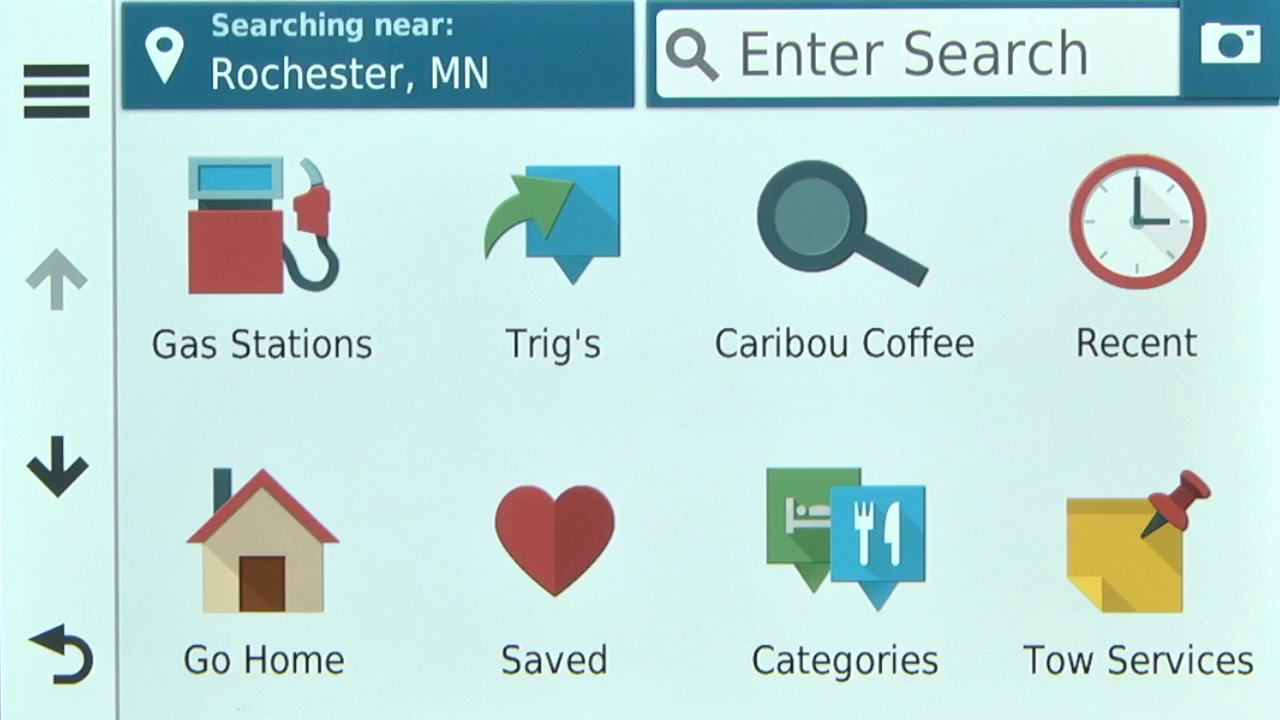 Searching near:
Rochester, MN
Enter Search
Gas Stations
Trig's
Caribou Coffee
Recent
Go Home
Saved
Categories
Tow Services